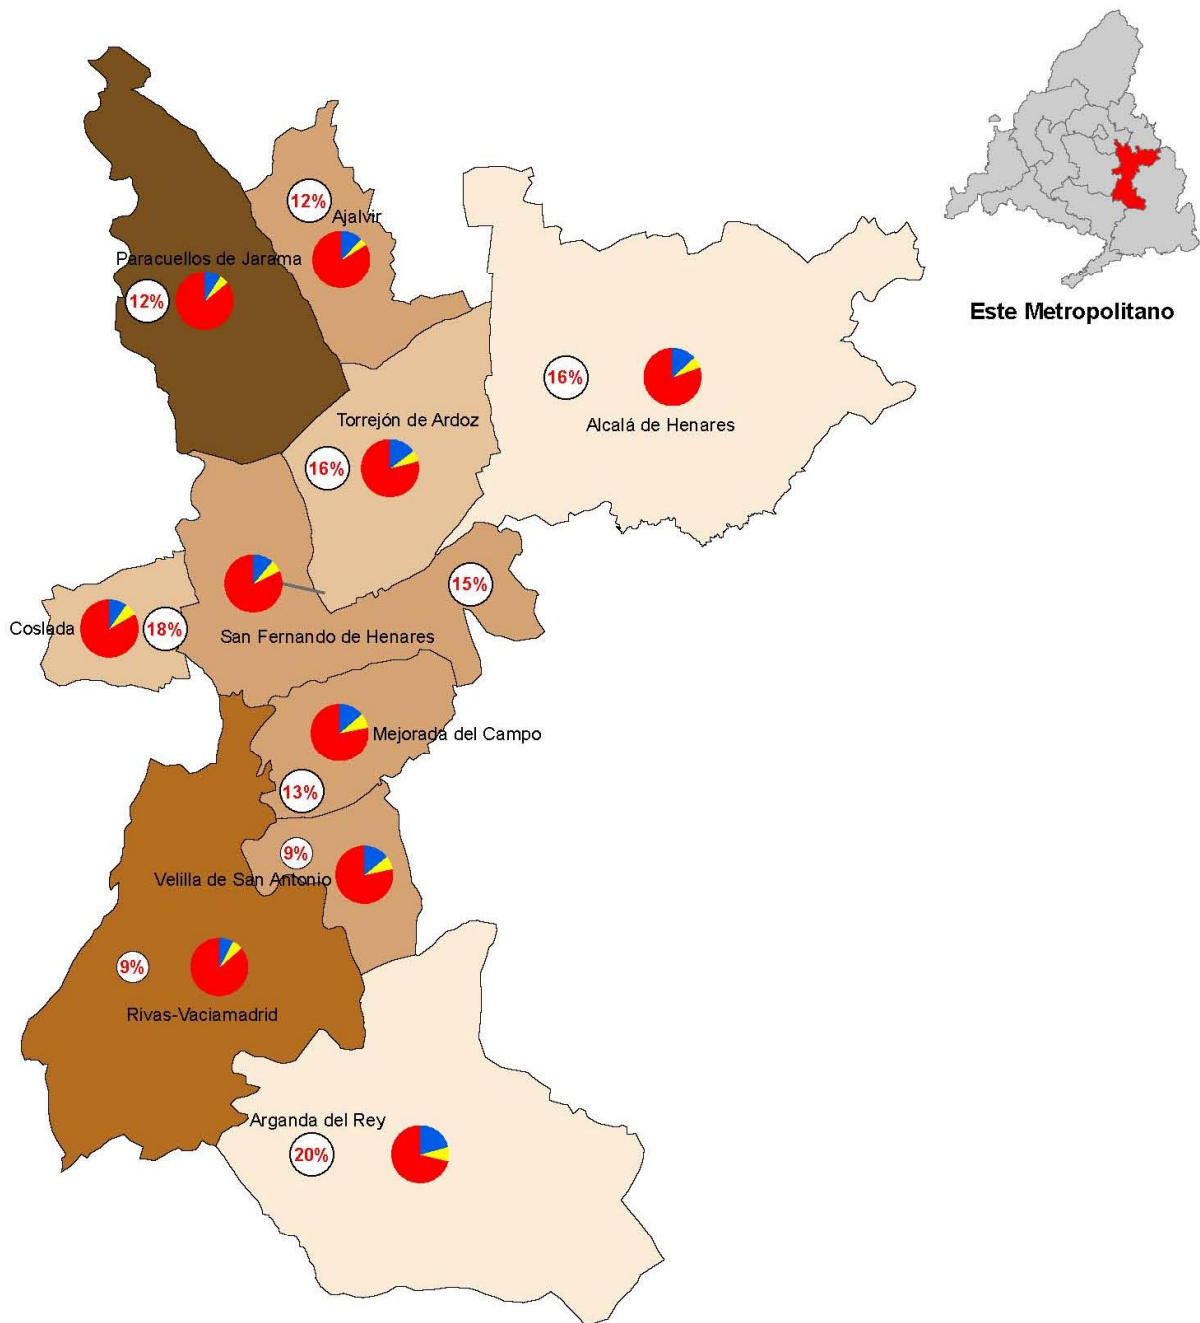 12%
Ajalvir
Paracuellos de Jarama
12%
Este Metropolitano
16%
Alcalá de Henares
Torrejón de Ardoz
16%
15%
Coslada
18%
San Fernando de Henares
Mejorada del Campo
13%
9%
Velilla de San Antonio
9%
Rivas-Vaciamadrid
Arganda del Rey
20%